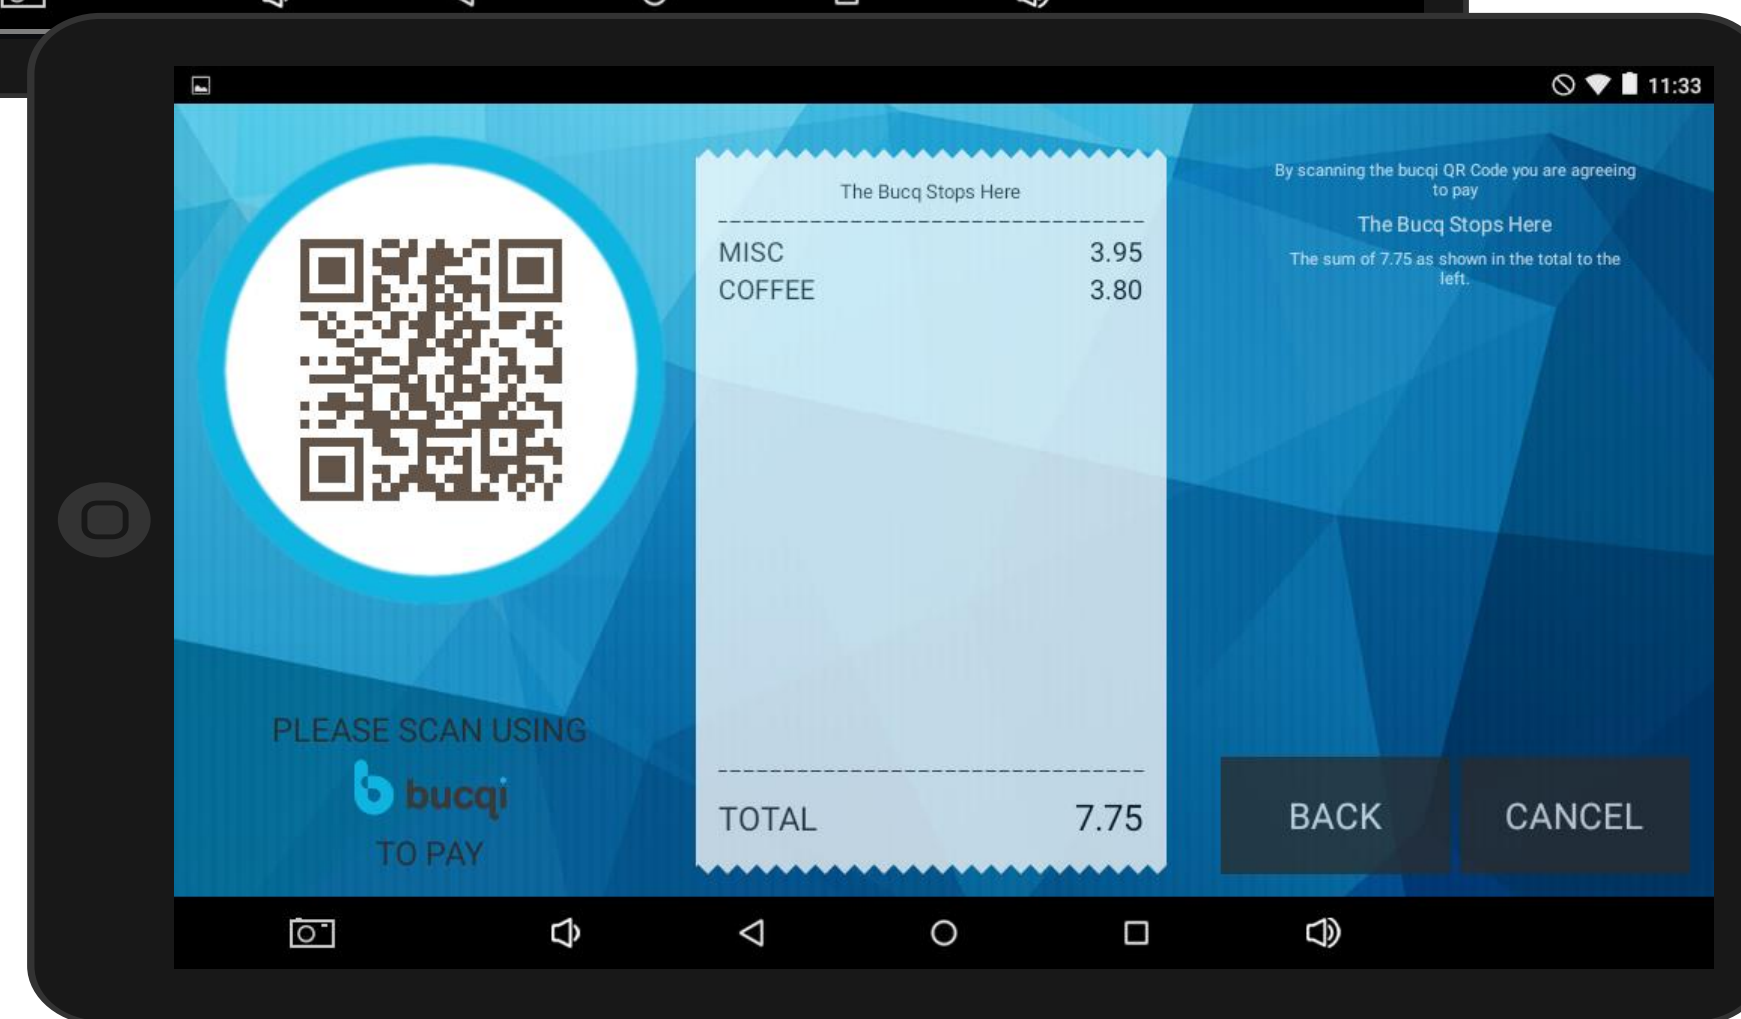 11:33
PLEASE SCAN USING
bucqi
TO PAY
The Bucq Stops Here
MISC 3.95
COFFEE 3.80
TOTAL 7.75
By scanning the bucqi QR Code you are agreeing
to pay
The Bucq Stops Here
The sum of 7.75 as shown in the total to the
left.
BACK CANCEL